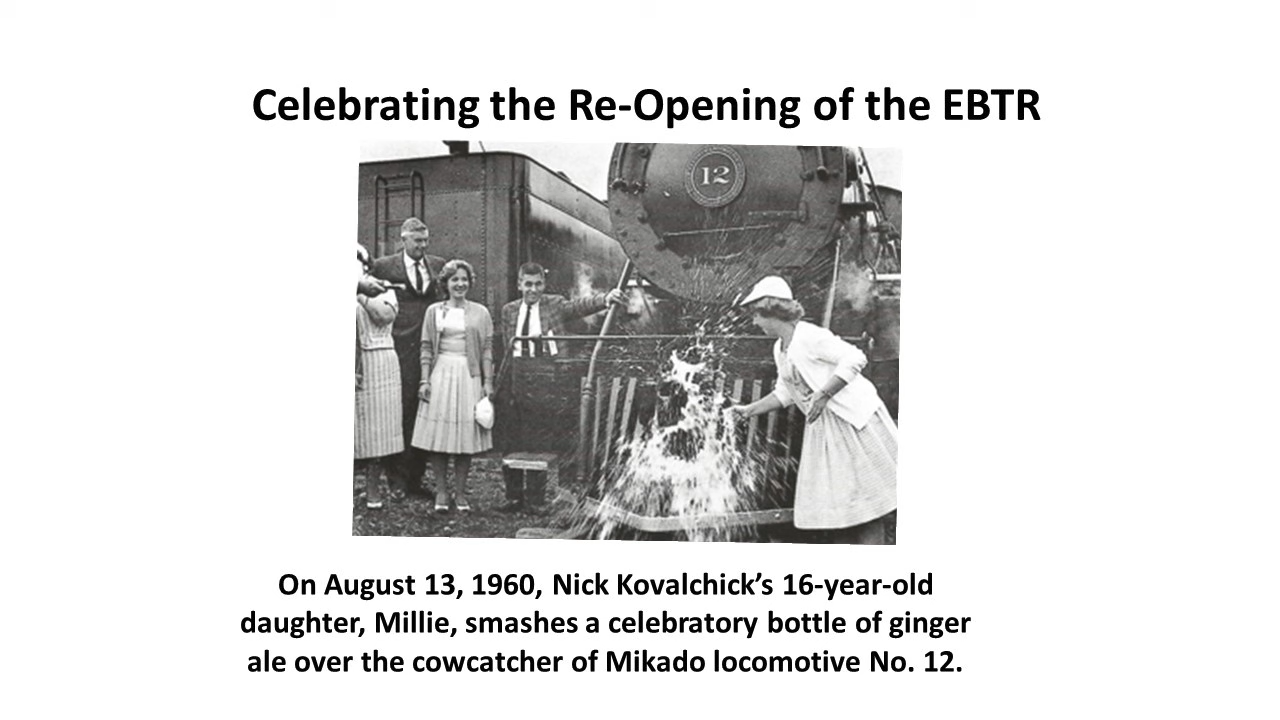 Celebrating the Re-Opening of the EBTR
12
On August 13, 1960, Nick Kovalchick’s 16-year-old
daughter, Millie, smashes a celebratory bottle of ginger
ale over the cowcatcher of Mikado locomotive No. 12.